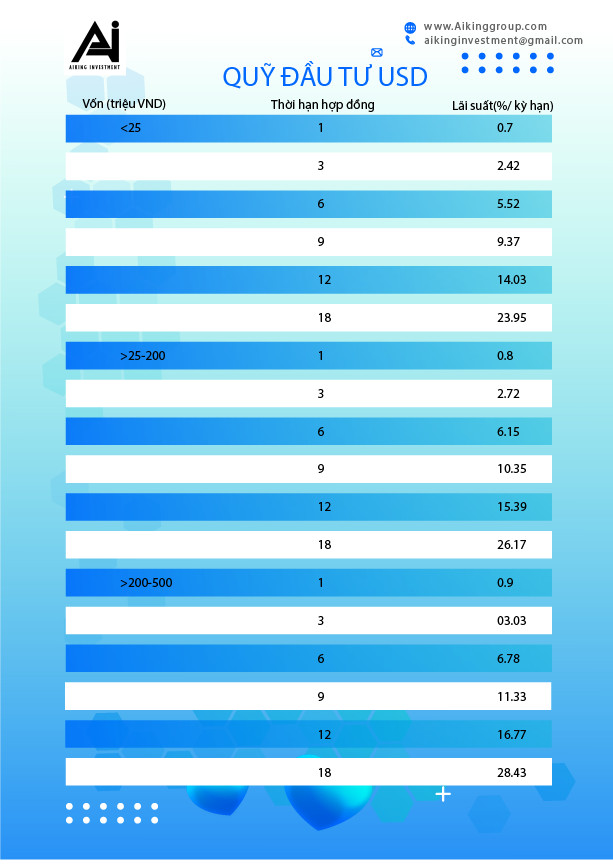 Ai
AIKING INVESTMENT
www.Aikinggroup.com
aikinginvestment@gmail.com
QUỸ ĐẦU TƯ USD
Vốn (triệu VND) Thời hạn hợp đồng Lãi suất(%/ kỳ hạn)
<25 1 0.7
3 2.42
6 5.52
9 9.37
12 14.03
18 23.95
>25-200 1 0.8
3 2.72
6 6.15
9 10.35
12 15.39
18 26.17
>200-500 1 0.9
3 03.03
6 6.78
9 11.33
12 16.77
18 28.43